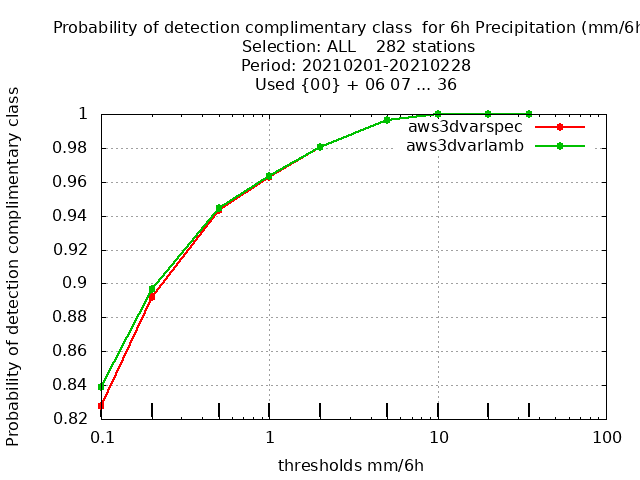 Probability of detection complimentary class  for 6h Precipitation (mm/6h
Selection: ALL    282 stations
Period: 20210201-20210228
Used {00} + 06 07 ... 36
Probability of detection complimentary class
1
0.98
0.96
0.94
0.92
0.9
0.88
0.86
0.84
0.82
aws3dvarspec
aws3dvarlamb
0.1
1
10
100
thresholds mm/6h